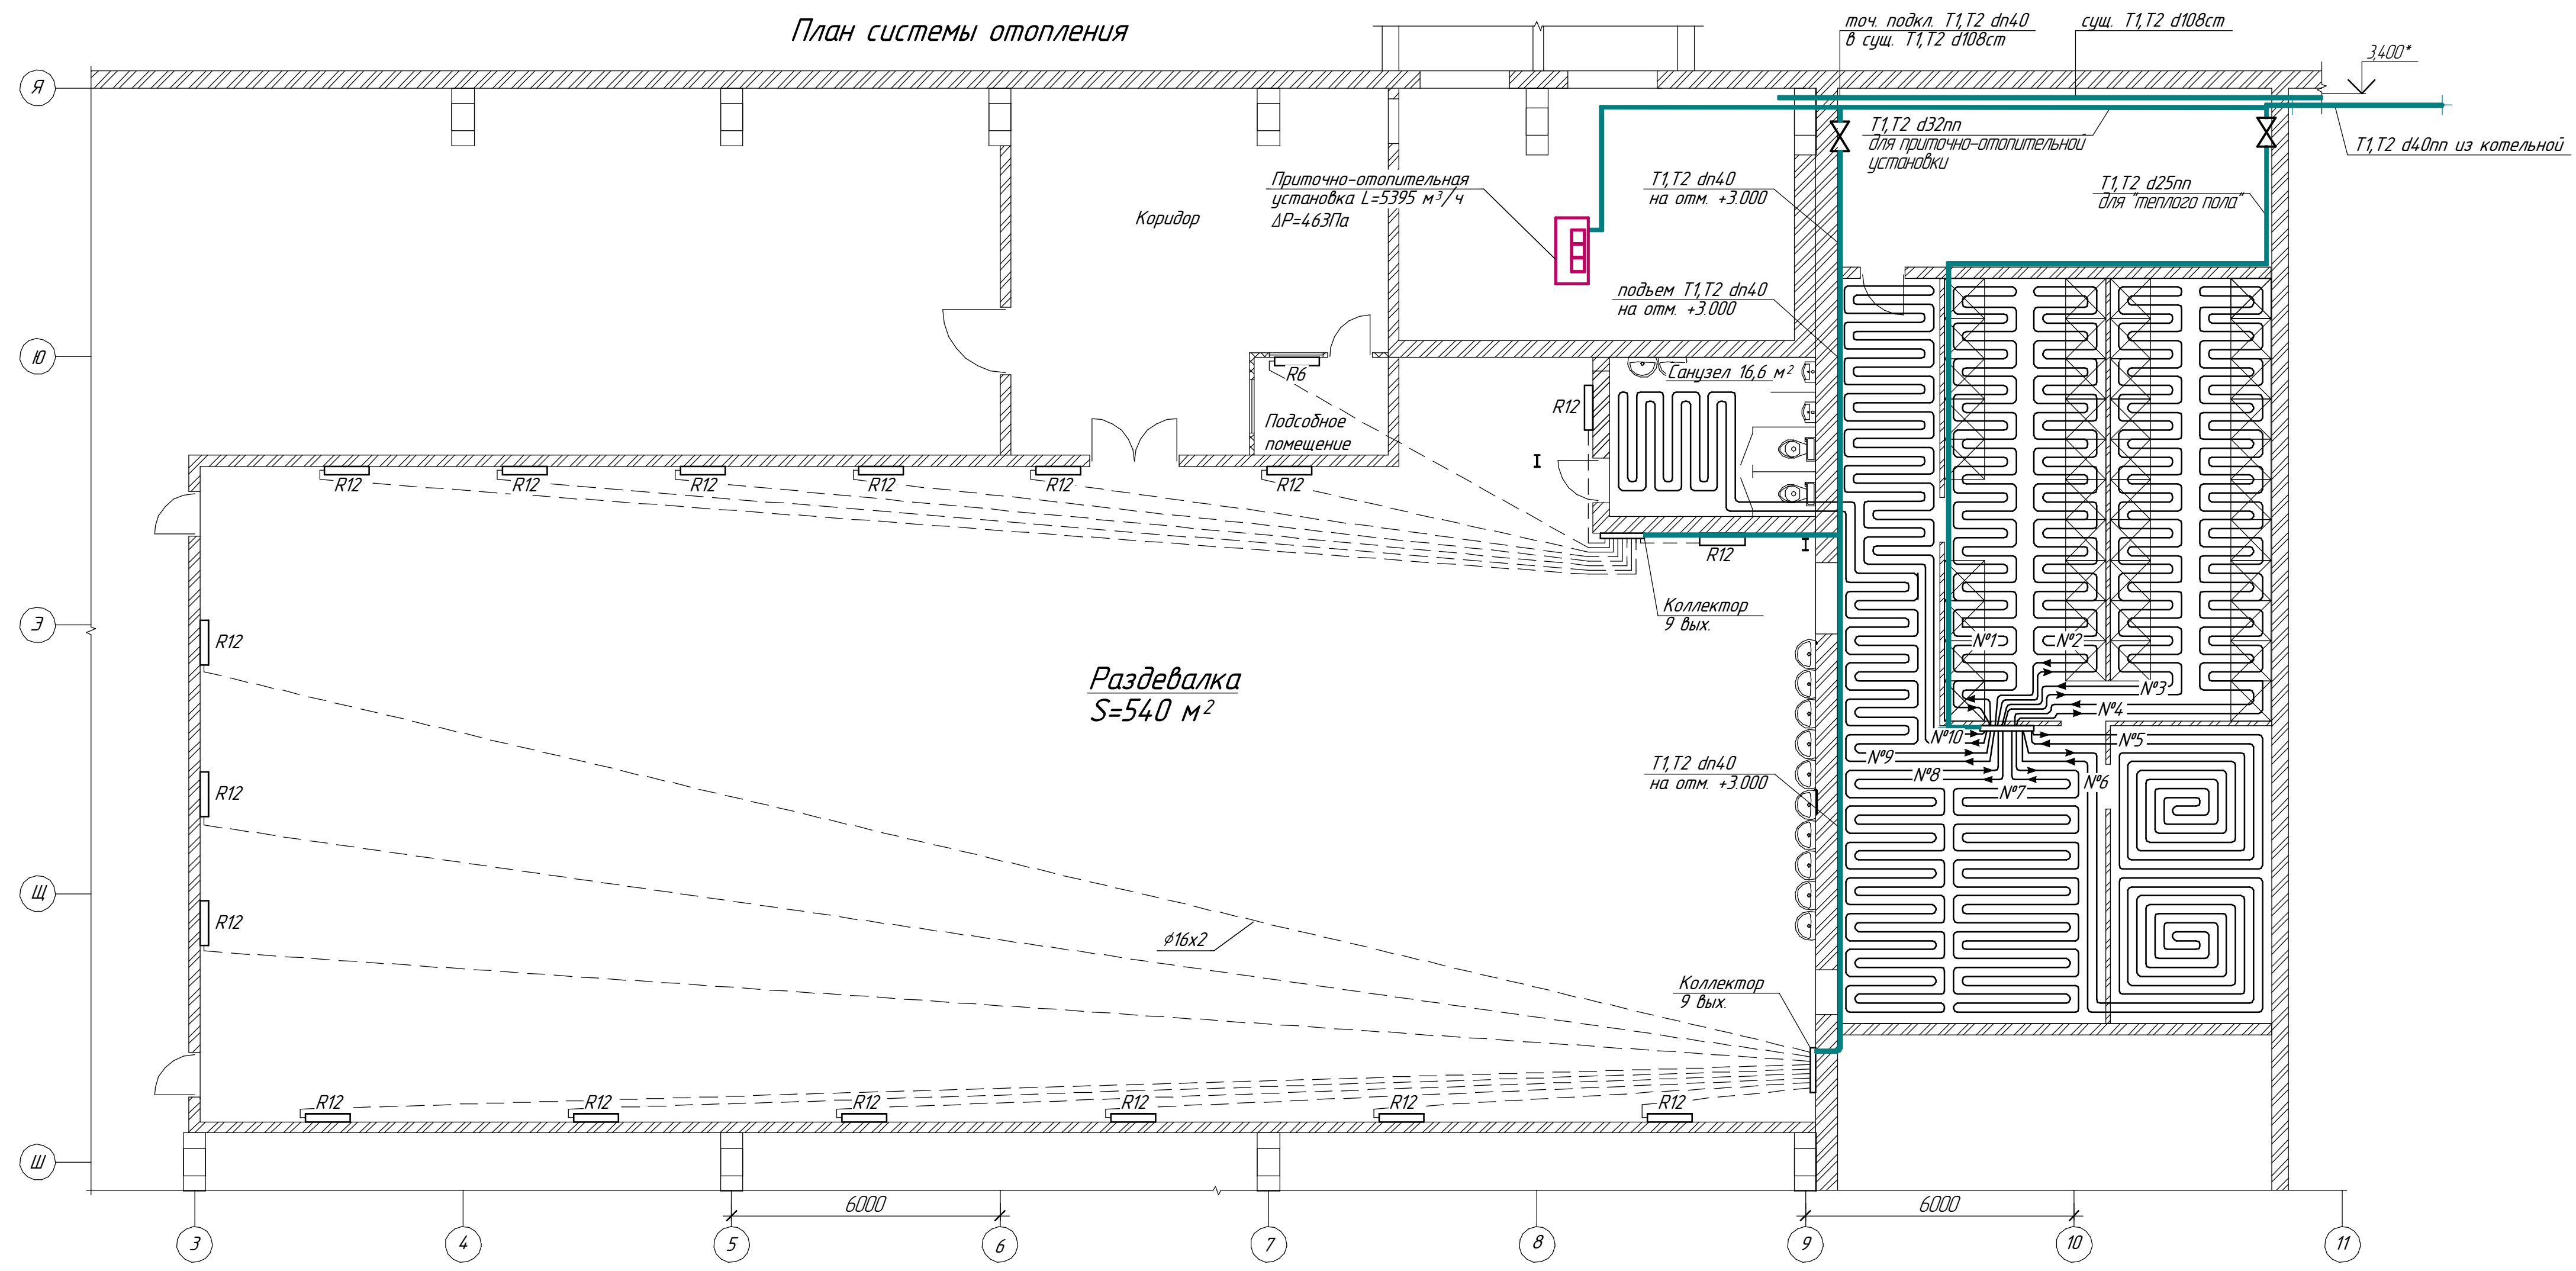 План системы отопления
точ. подкл. Т1,Т2 dn40
в сущ. Т1,Т2 d108ст
сущ. Т1,Т2 d108ст
3,400*
Я
Т1,Т2 d32пп
для приточно-отопительной
установки
Т1,Т2 d40пп из котельной
Приточно-отопительная
установка L=5395 м³/ч
ΔP=463Па
Т1,Т2 dn40
на отм. +3.000
Т1,Т2 d25пп
для "теплого пола"
Коридор
подъем Т1,Т2 dn40
на отм. +3.000
Ю
R6
Санузел 16,6 м²
R12
Подсобное
помещение
R12
R12
R12
R12
R12
R12
R12
Коллектор
9 вых.
Э
R12
№1
№2
Раздевалка
S=540 м²
№3
№4
№10
№5
№9
№8
№6
№7
Т1,Т2 dn40
на отм. +3.000
R12
Щ
R12
ϕ16х2
Коллектор
9 вых.
R12
R12
R12
R12
R12
R12
Ш
6000
6000
3
4
5
6
7
8
9
10
11